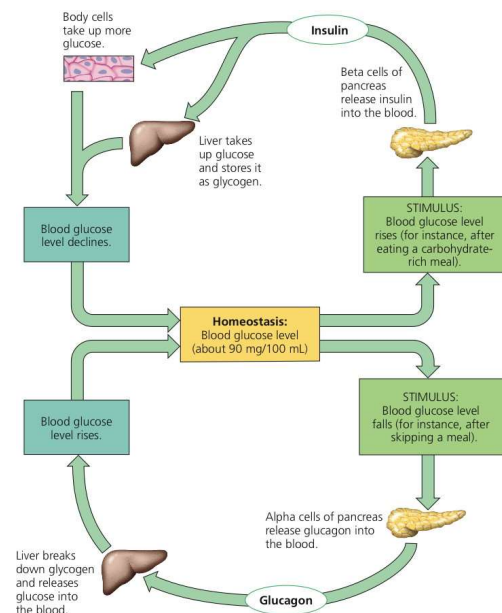 Body cells
take up more
glucose.
Insulin
Beta cells of
pancreas
release insulin
into the blood.
Liver takes
up glucose
and stores it
as glycogen.
STIMULUS:
Blood glucose level
rises (for instance, after
eating a carbohydrate-
rich meal).
Blood glucose
level declines.
Homeostasis:
Blood glucose level
(about 90 mg/100 mL)
STIMULUS:
Blood glucose level
falls (for instance, after
skipping a meal).
Blood glucose
level rises.
Alpha cells of pancreas
release glucagon into
the blood.
Liver breaks
down glycogen
and releases
glucose into
the blood.
Glucagon